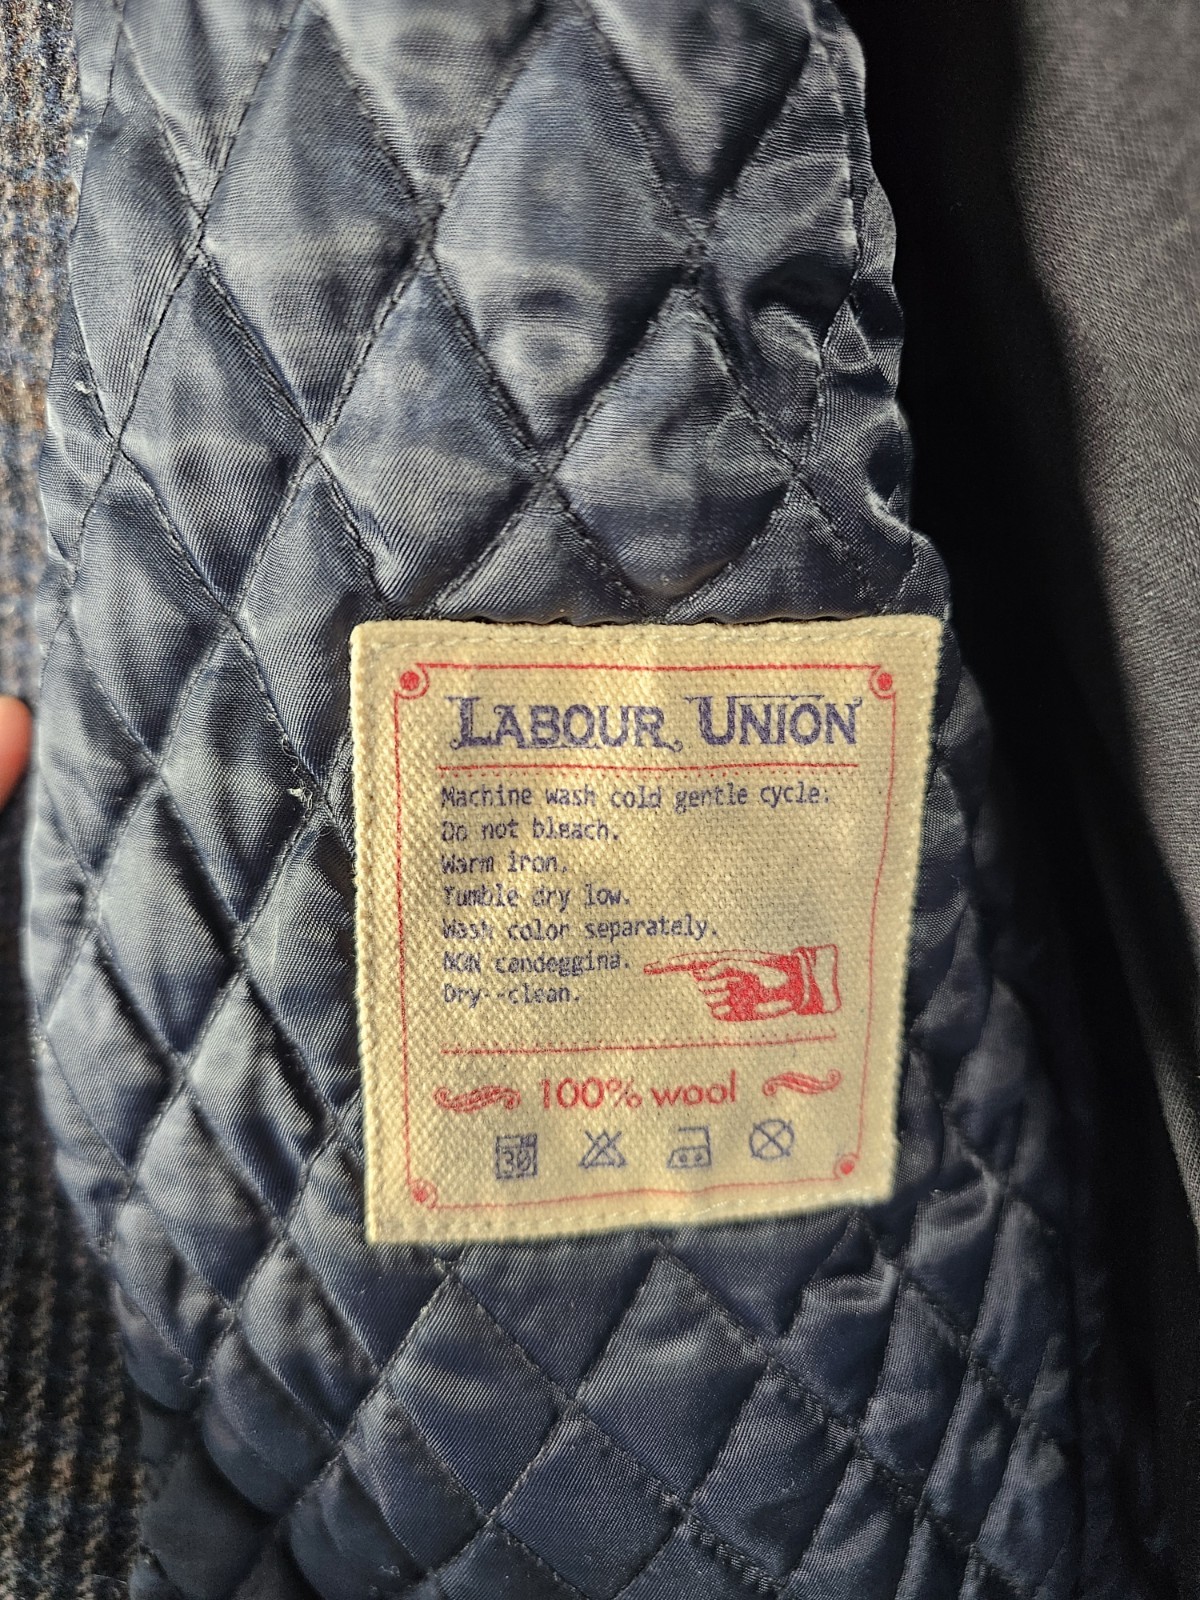 LABOUR UNION
Machine wash cold gentle cycle.
Do not bleach.
Warm iron.
Tumble dry low.
Wash color separately.
NON candeggina.
Dry--clean.
100% wool
30